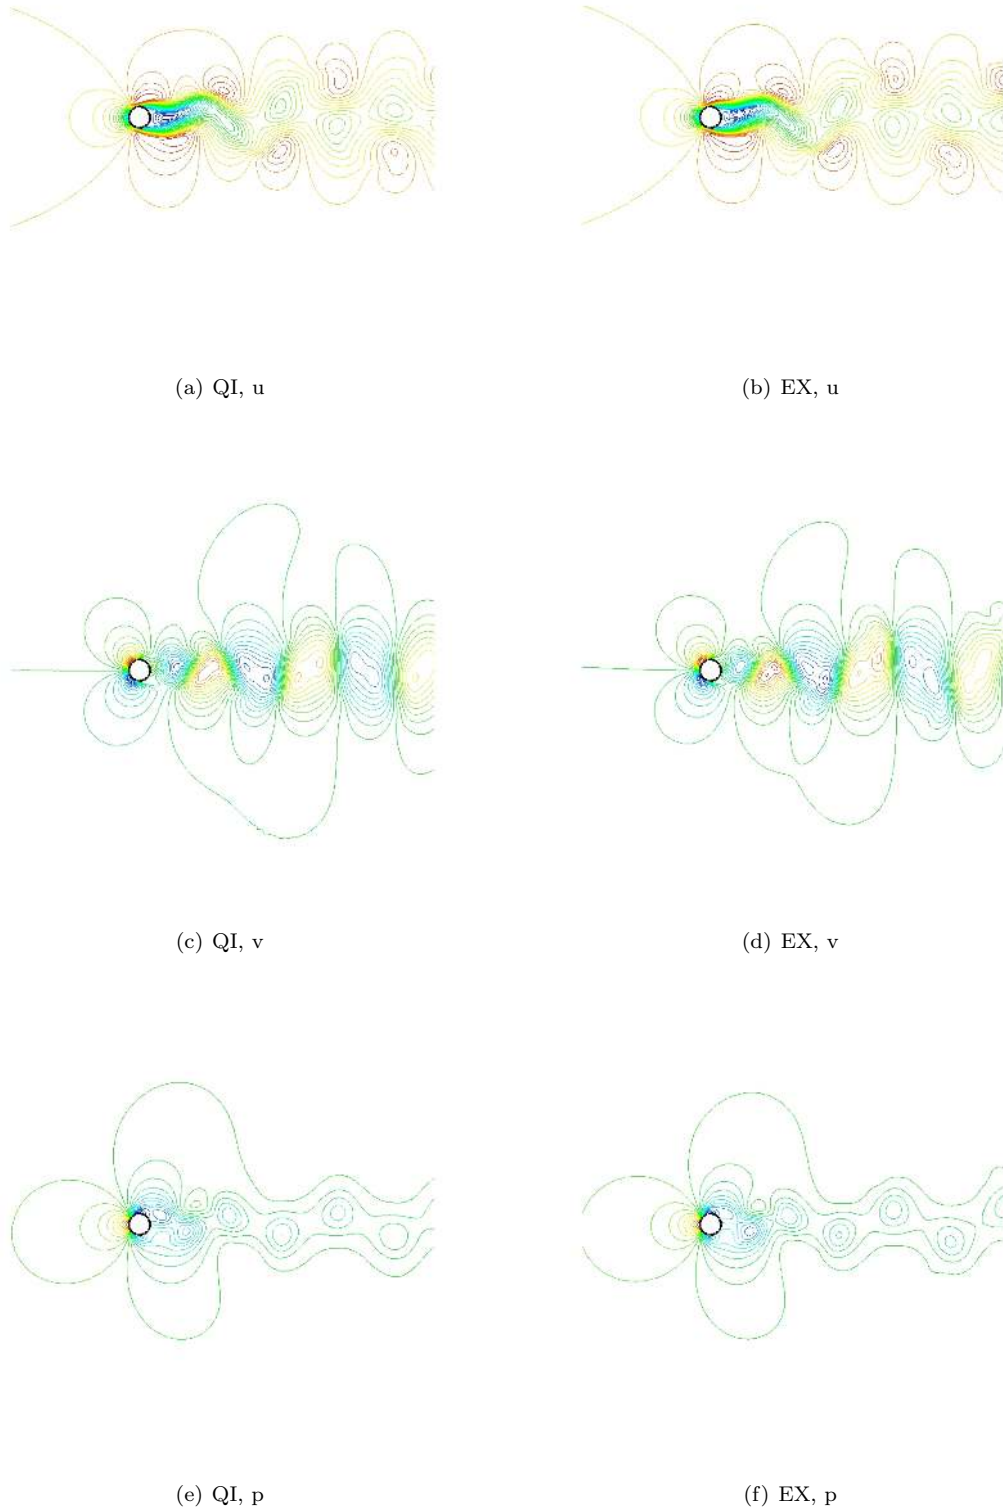 (a) QI, u
(b) EX, u
(c) QI, v
(d) EX, v
(e) QI, p
(f) EX, p